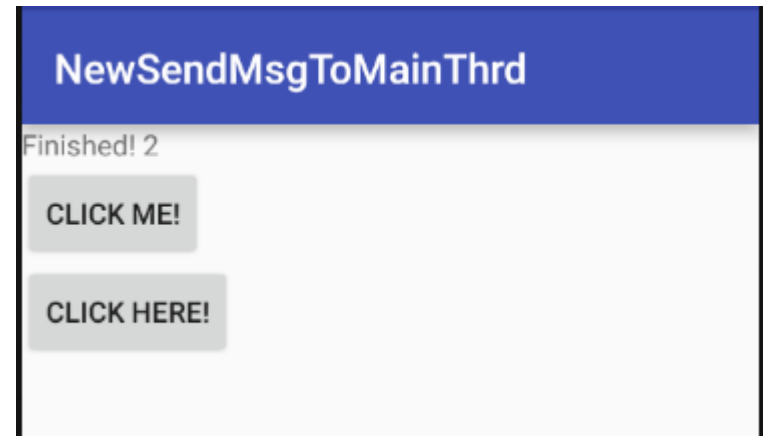 NewSendMsgToMainThrd
Finished! 2
CLICK ME!
CLICK HERE!